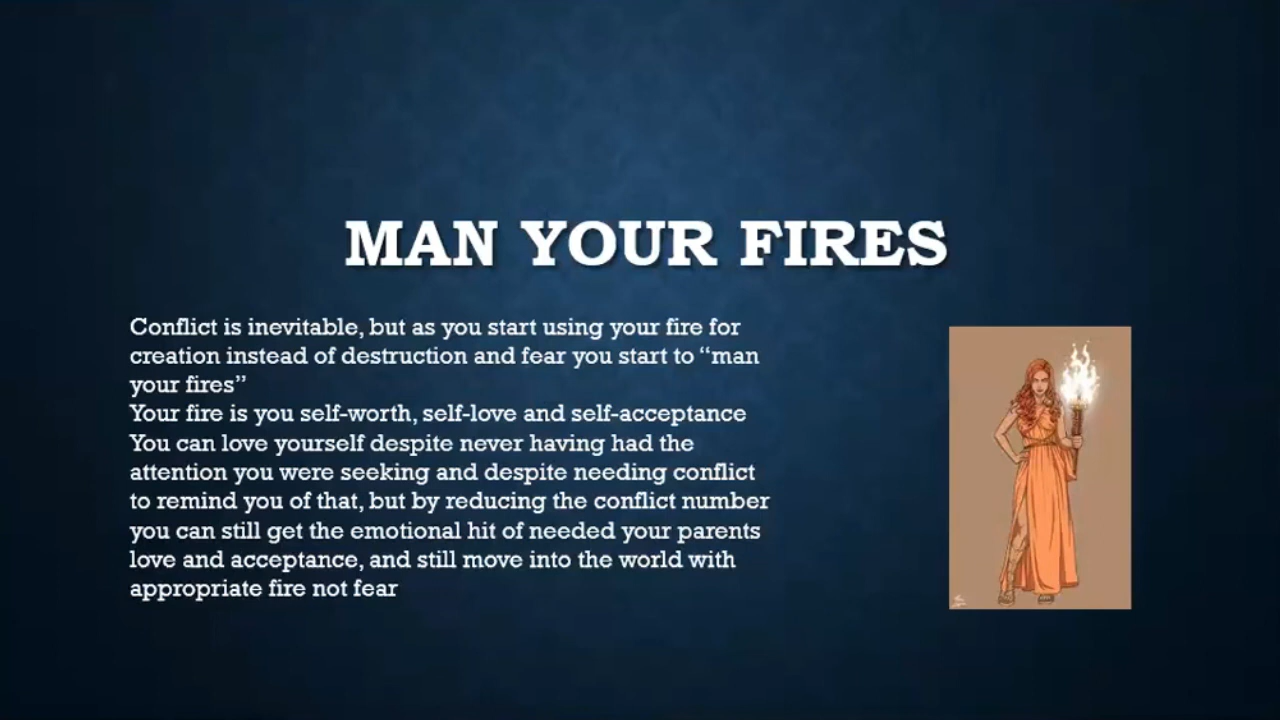 MAN YOUR FIRES
Conflict is inevitable, but as you start using your fire for
creation instead of destruction and fear you start to “man
your fires”
Your fire is you self-worth, self-love and self-acceptance
You can love yourself despite never having had the
attention you were seeking and despite needing conflict
to remind you of that, but by reducing the conflict number
you can still get the emotional hit of needed your parents
love and acceptance, and still move into the world with
appropriate fire not fear